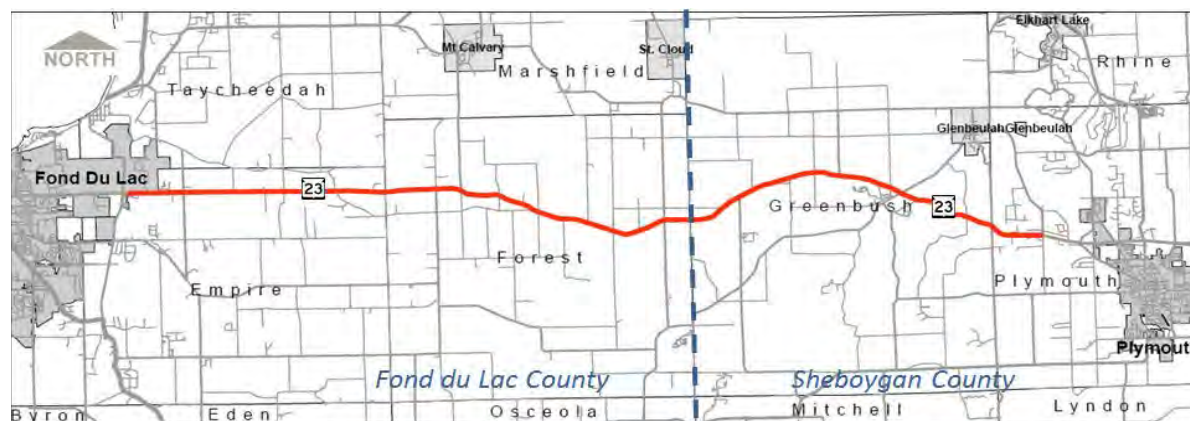 Elkhart Lake
NORTH
Mt Calvary
St. Cloud
Marshfield
Rhine
Taycheedah
Glenbeulah
Glenbeulah
Fond Du Lac
23
Greenbush
23
Forest
Empire
Plymouth
Plymout
Fond du Lac County
Sheboygan County
Byron
Eden
Osceola
Mitchell
Lyndon